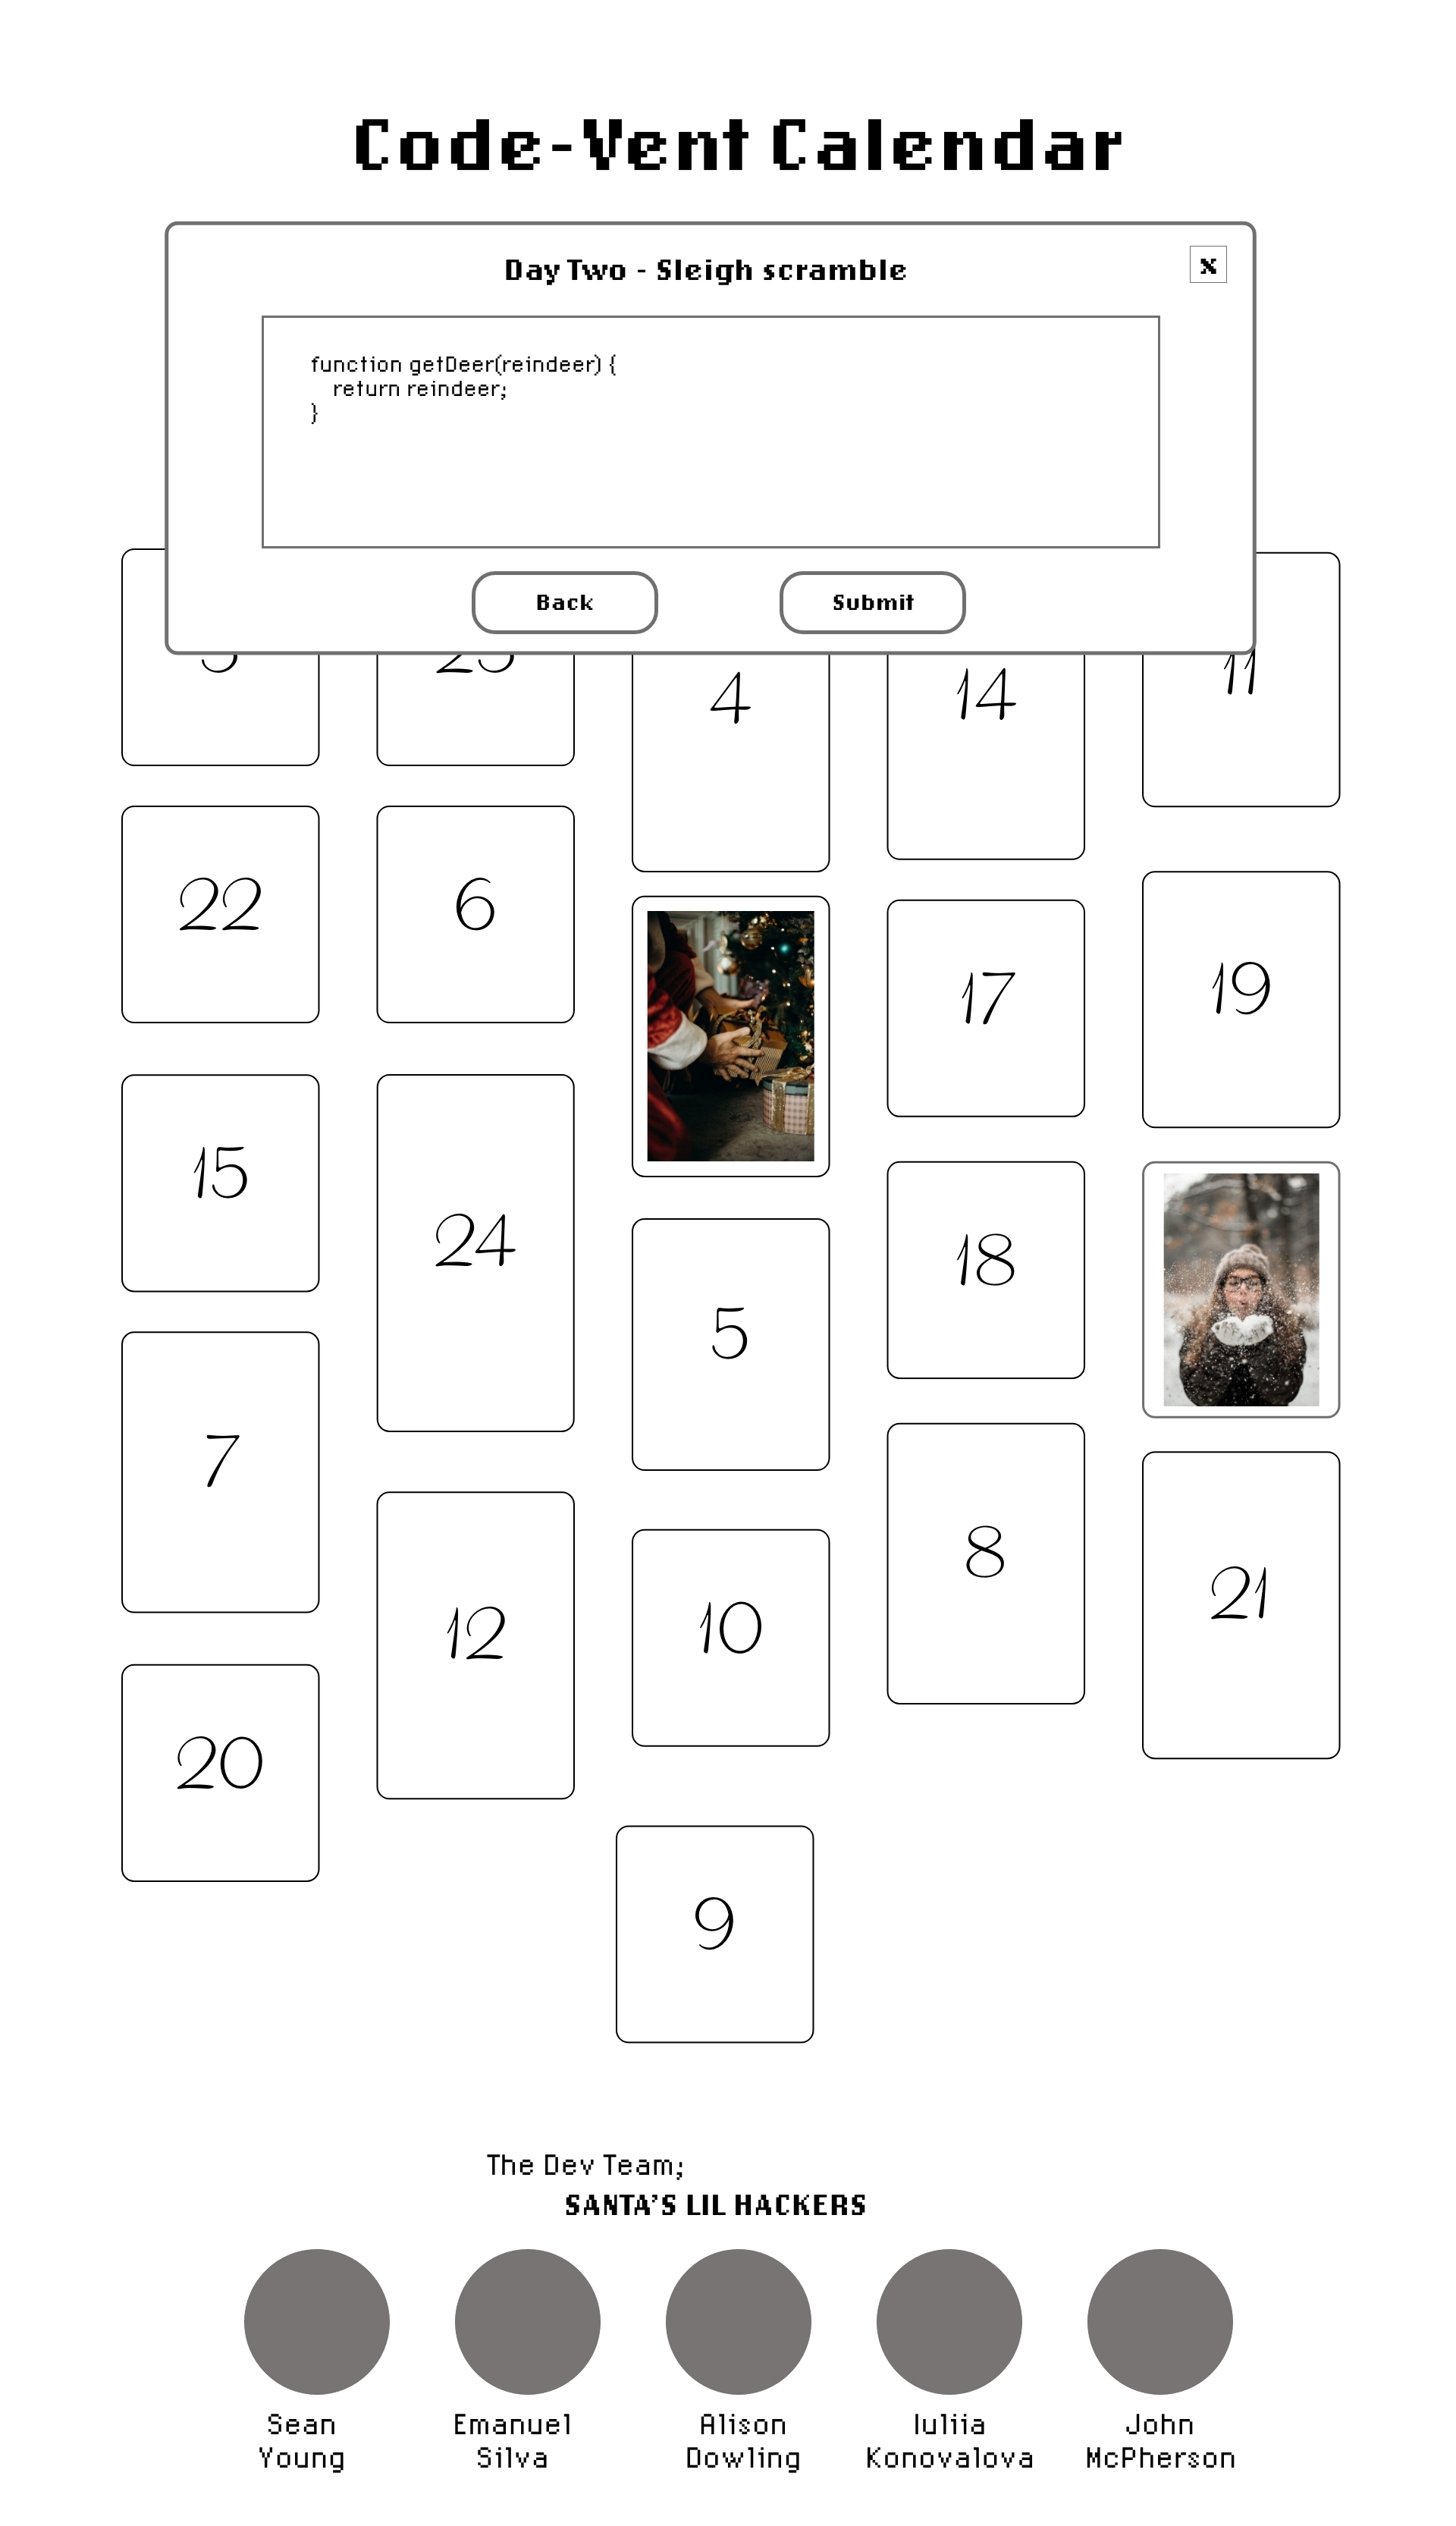 Code-Vent Calendar
Day Two - Sleigh scramble
x
function getDeer(reindeer) {
return reindeer;
}
Back
Submit
4
14
11
22
6
17
19
15
24
18
5
7
8
12
10
21
20
9
The Dev Team;
SANTA'S LIL HACKERS
Sean
Young
Emanuel
Silva
Alison
Dowling
Iuliia
Konovalova
John
McPherson